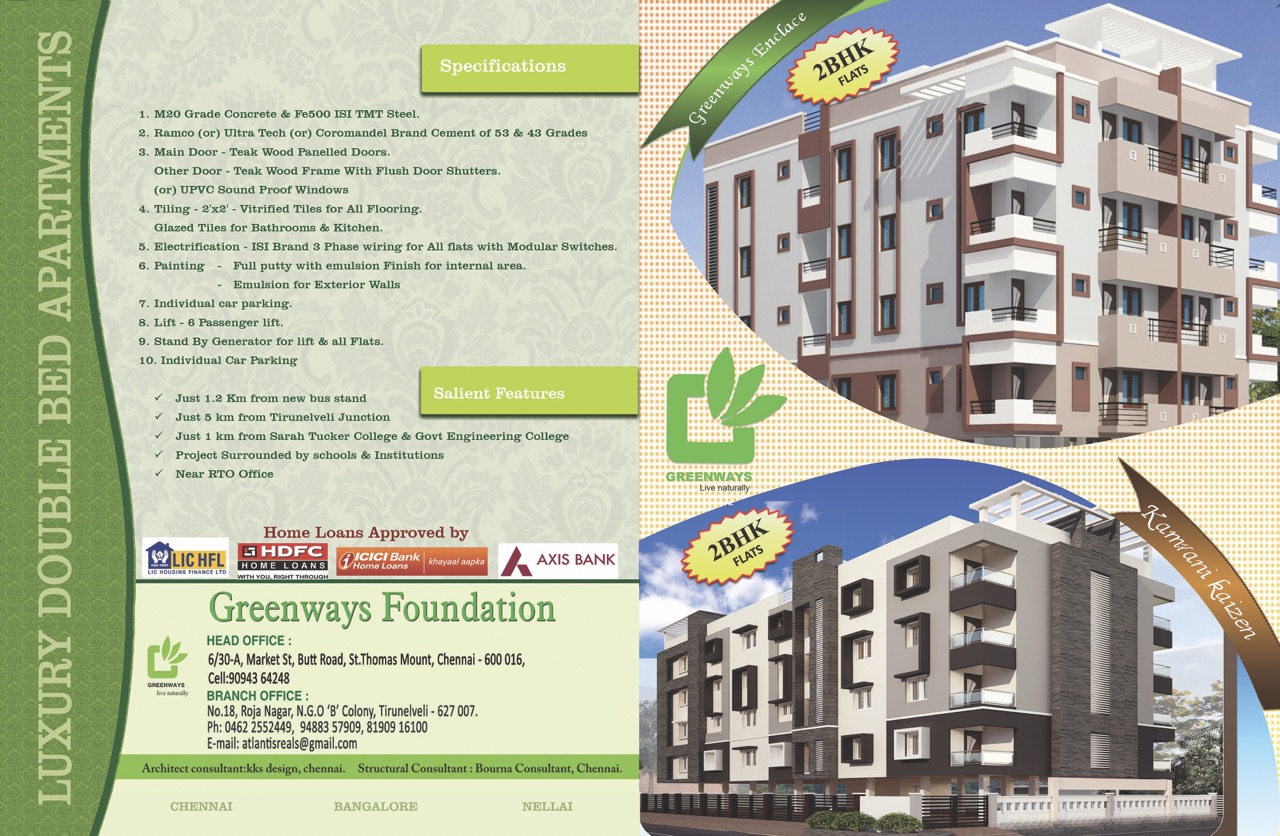 LUXURY DOUBLE BED APARTMENTS
Specifications
1. M20 Grade Concrete & Fe500 ISI TMT Steel.
2. Ramco (or) Ultra Tech (or) Coromandel Brand Cement of 53 & 43 Grades
3. Main Door - Teak Wood Panelled Doors.
Other Door - Teak Wood Frame With Flush Door Shutters.
(or) UPVC Sound Proof Windows
4. Tiling - 2'x2' - Vitrified Tiles for All Flooring.
Glazed Tiles for Bathrooms & Kitchen.
5. Electrification - ISI Brand 3 Phase wiring for All flats with Modular Switches.
6. Painting - Full putty with emulsion Finish for internal area.
- Emulsion for Exterior Walls
7. Individual car parking.
8. Lift - 6 Passenger lift.
9. Stand By Generator for lift & all Flats.
10. Individual Car Parking
Salient Features
✓ Just 1.2 Km from new bus stand
✓ Just 5 km from Tirunelveli Junction
✓ Just 1 km from Sarah Tucker College & Govt Engineering College
✓ Project Surrounded by schools & Institutions
✓ Near RTO Office
Home Loans Approved by
LIC HFL
LIC HOUSING FINANCE LTD
HDFC
HOME LOANS
WITH YOU, RIGHT THROUGH
ICICI Bank
Home Loans
khayaal aapka
AXIS BANK
Greenways Foundation
GREENWAYS
live naturally
HEAD OFFICE :
6/30-A, Market St, Butt Road, St.Thomas Mount, Chennai - 600 016,
Cell:90943 64248
BRANCH OFFICE :
No.18, Roja Nagar, N.G.O ‘B’ Colony, Tirunelveli - 627 007.
Ph: 0462 2552449, 94883 57909, 81909 16100
E-mail: atlantisreals@gmail.com
Architect consultant:kks design, chennai. Structural Consultant : Bourna Consultant, Chennai.
CHENNAI BANGALORE NELLAI
Greenways Enclace
2BHK
FLATS
GREENWAYS
Live naturally
2BHK
FLATS
Kamwani kaizen